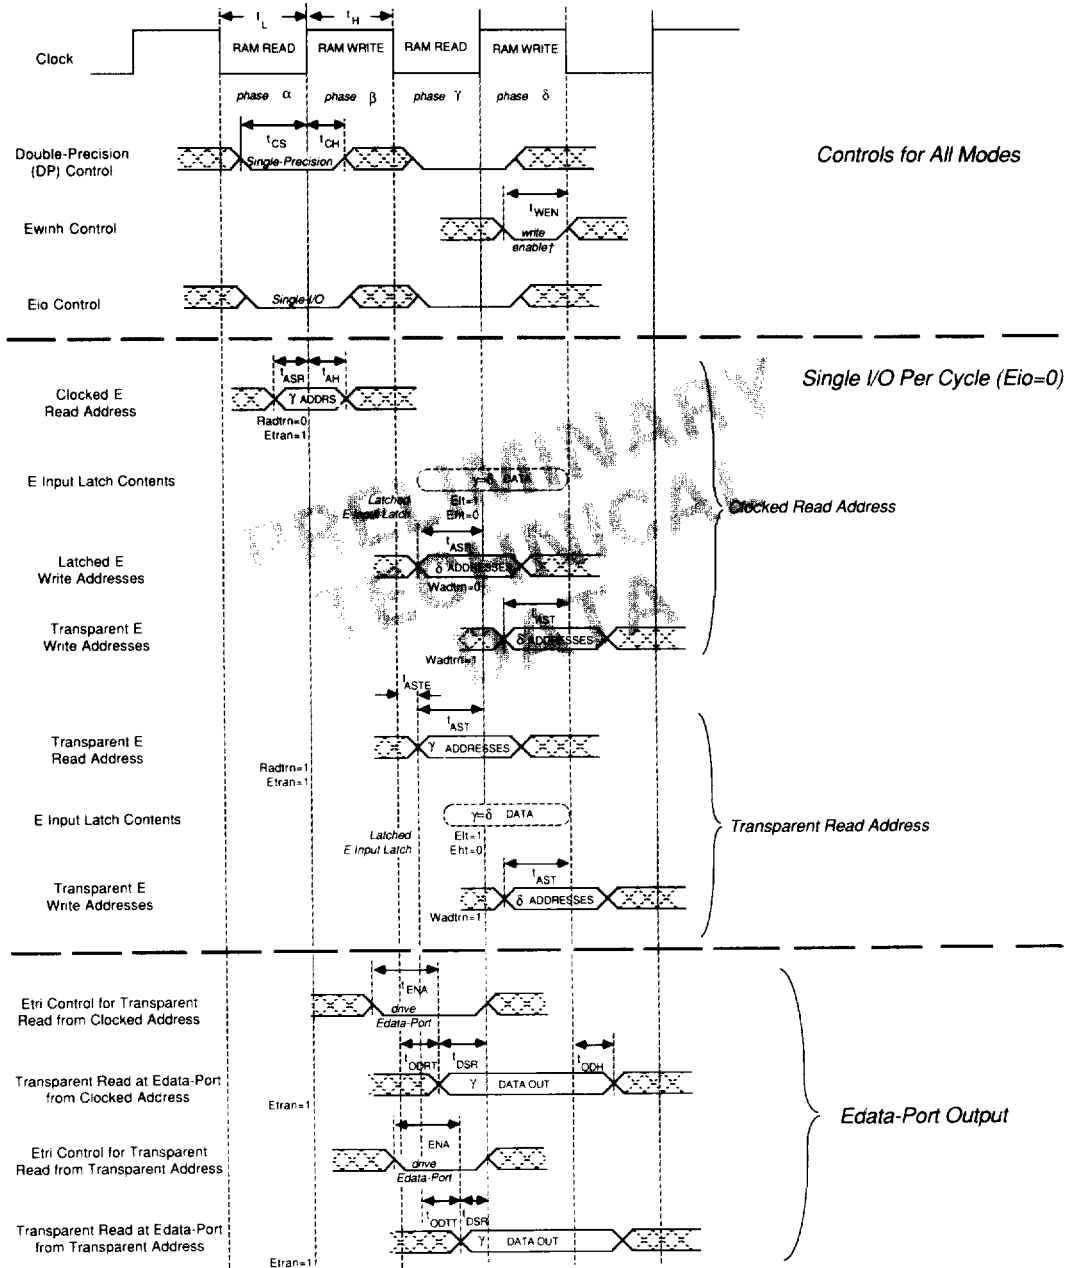 t_L t_H
Clock RAM READ RAM WRITE RAM READ RAM WRITE
phase α phase β phase γ phase δ
t_CS t_CH
Double-Precision
(DP) Control
Single-Precision
Controls for All Modes
t_WEN
Ewinh Control
write
enable†
Eio Control
Single-I/O
Single I/O Per Cycle (Eio=0)
t_ASR t_AH
Clocked E
Read Address
γ ADDRS
Radtrn=0
Etran=1
E Input Latch Contents
γ=δ DATA
Latched
E Input Latch
Elt=1
Eht=0
Clocked Read Address
t_ASR
Latched E
Write Addresses
δ ADDRESSES
Wadtrn=0
t_AST
Transparent E
Write Addresses
δ ADDRESSES
Wadtrn=1
t_ASTE
t_AST
Transparent E
Read Address
γ ADDRESSES
Radtrn=1
Etran=1
E Input Latch Contents
γ=δ DATA
Latched
E Input Latch
Elt=1
Eht=0
Transparent Read Address
t_AST
Transparent E
Write Addresses
δ ADDRESSES
Wadtrn=1
t_ENA
Etri Control for Transparent
Read from Clocked Address
drive
Edata-Port
t_ODRT t_DSR t_ODH
Transparent Read at Edata-Port
from Clocked Address
γ DATA OUT
Etran=1
Edata-Port Output
ENA
Etri Control for Transparent
Read from Transparent Address
drive
Edata-Port
t_ODTT t_DSR
Transparent Read at Edata-Port
from Transparent Address
γ DATA OUT
Etran=1
PRELIMINARY
TECHNICAL
DATA